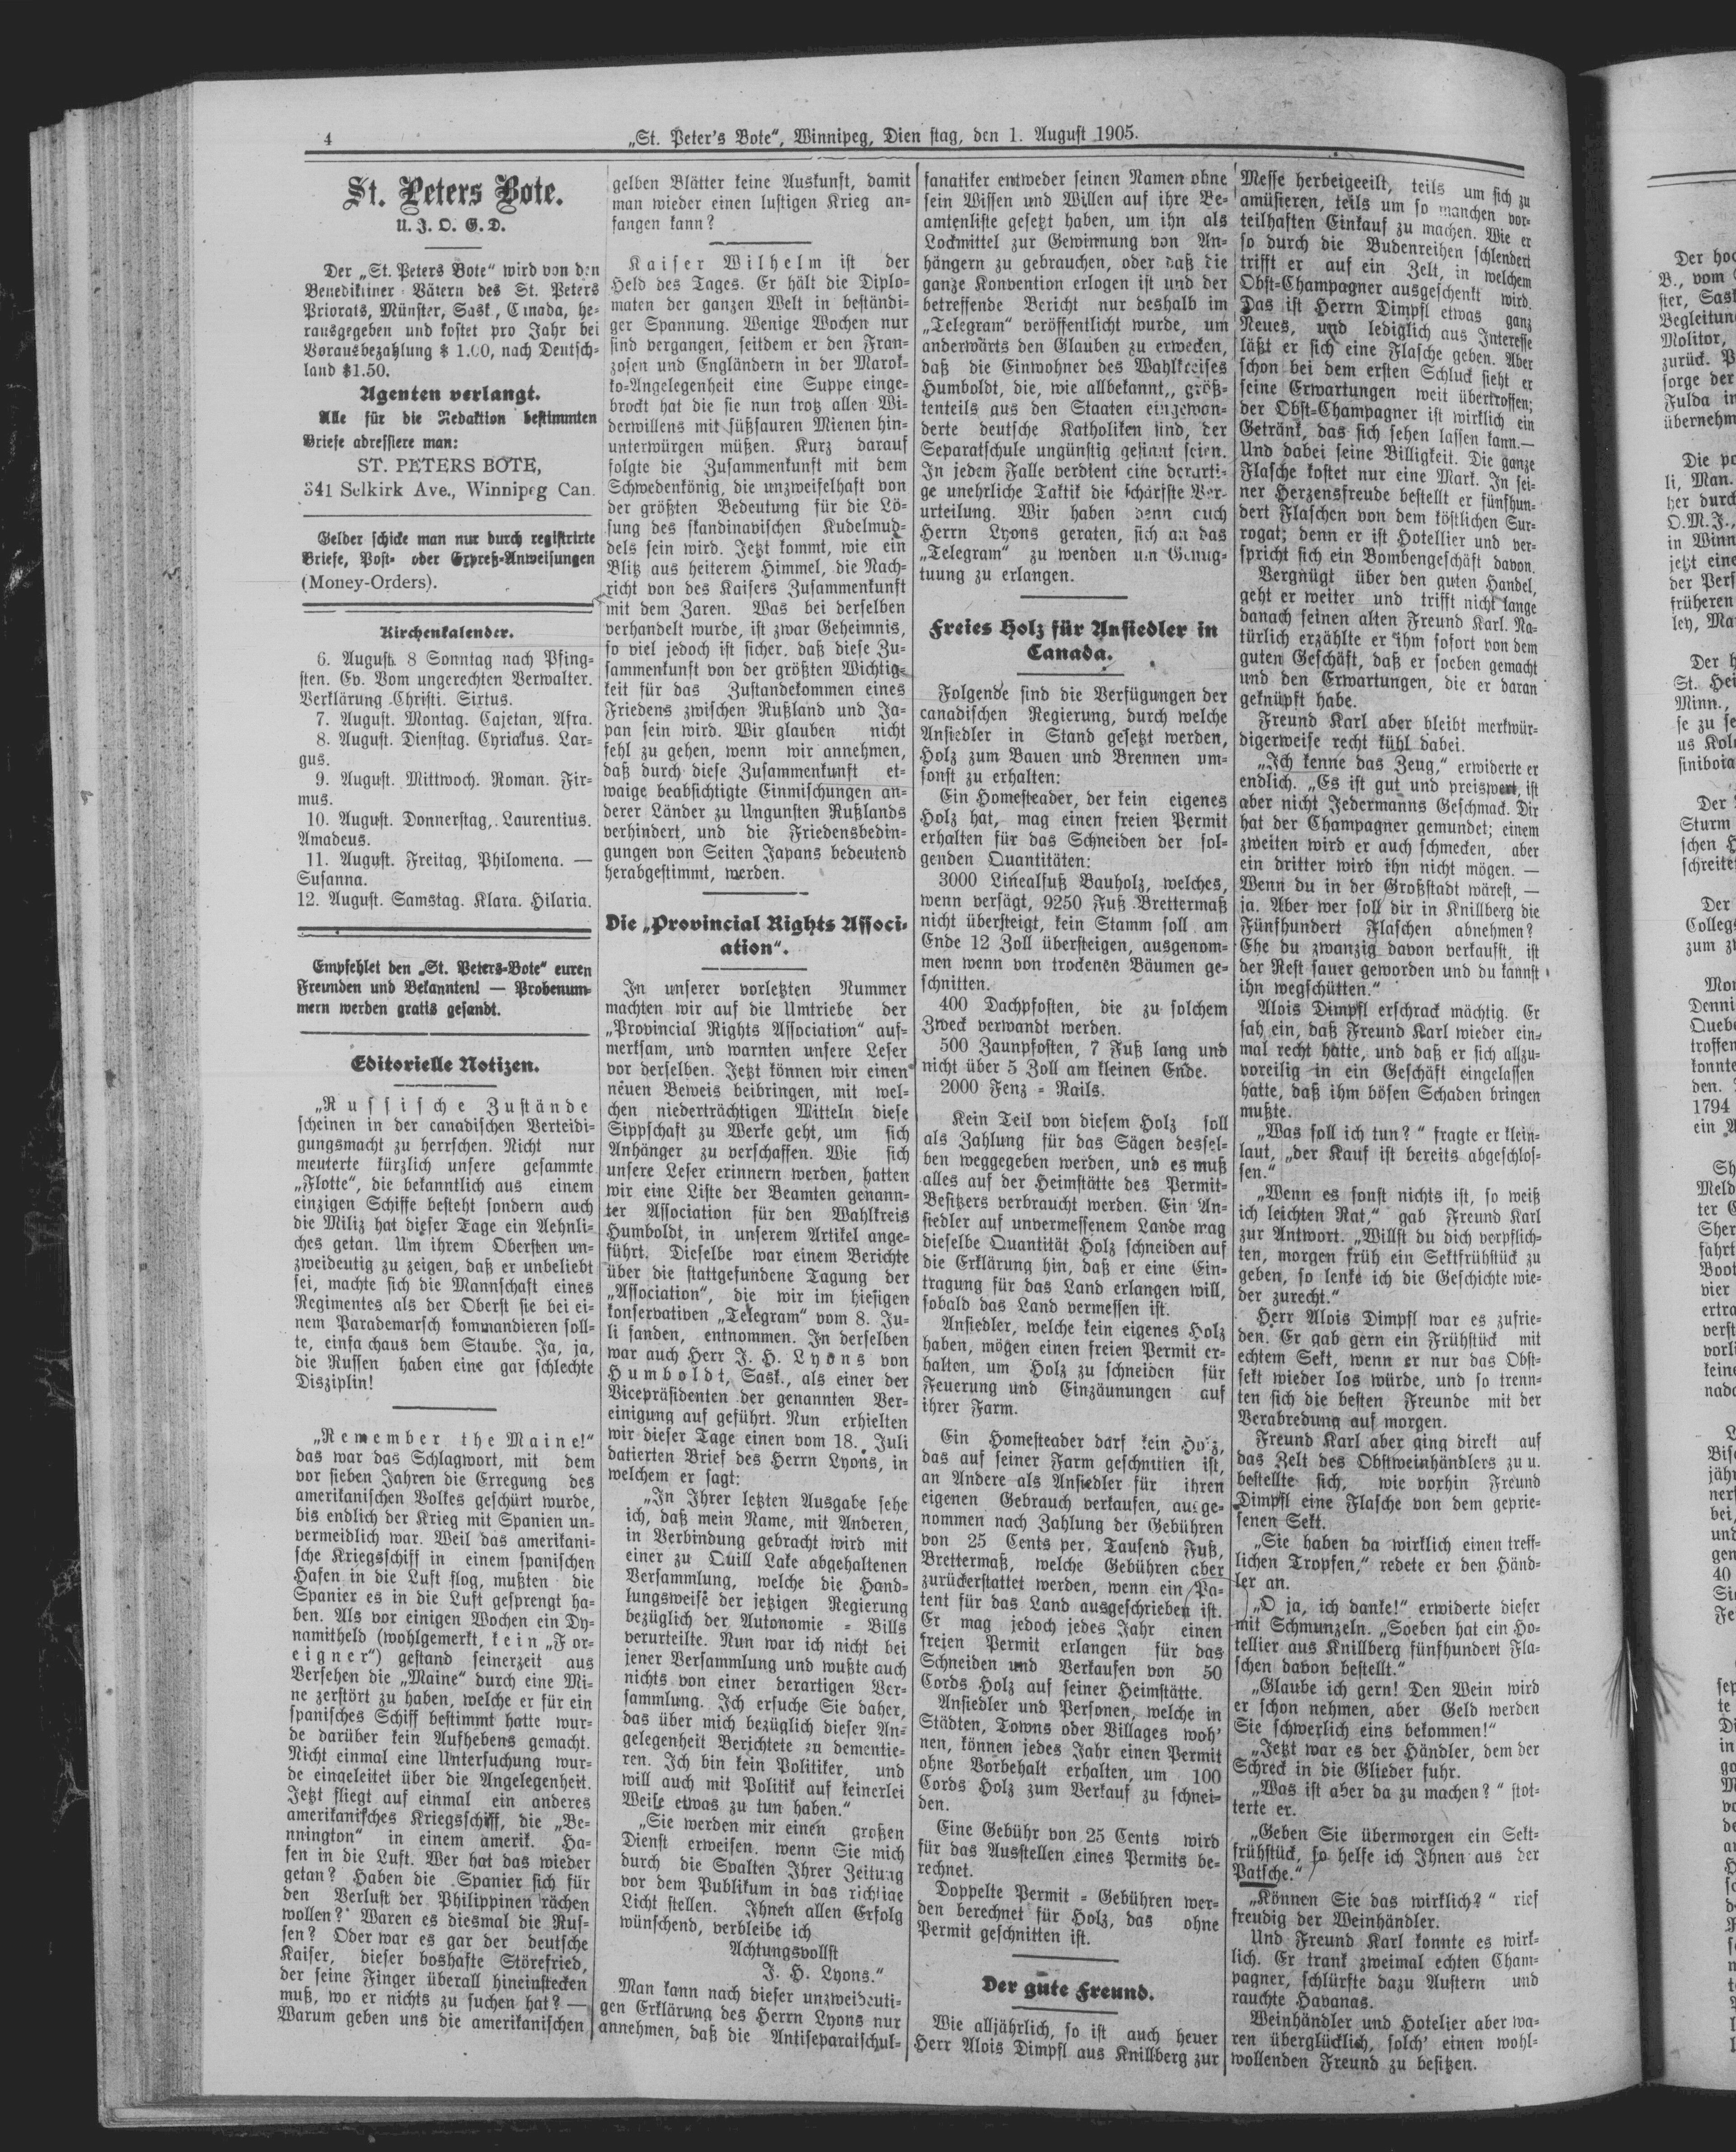 4
„St. Peter's Bote“, Winnipeg, Dien stag, den 1. August 1905.
St. Peters Bote.
U. J. O. G. D.
Der „St. Peters Bote“ wird von den
Benediktiner-Vätern des St. Peters
Priorats, Münster, Sask., Canada, he-
rausgegeben und kostet pro Jahr bei
Vorausbezahlung $ 1.00, nach Deutsch-
land $1.50.
Agenten verlangt.
Alle für die Redaktion bestimmten
Briefe adressiere man:
ST. PETERS BOTE,
341 Selkirk Ave., Winnipeg Can.
Gelder schicke man nur durch registrirte
Briefe, Post- oder Expreß-Anweisungen
(Money-Orders).
Kirchenkalender.
6. August. 8 Sonntag nach Pfing-
sten. Ev. Vom ungerechten Verwalter.
Verklärung Christi. Sixtus.
7. August. Montag. Cajetan, Afra.
8. August. Dienstag. Cyriakus. Lar-
gus.
9. August. Mittwoch. Roman. Fir-
mus.
10. August. Donnerstag, Laurentius.
Amadeus.
11. August. Freitag, Philomena. —
Susanna.
12. August. Samstag. Klara. Hilaria.
Empfehlet den „St. Peters-Bote“ euren
Freunden und Bekannten! — Probenum-
mern werden gratis gesandt.
Editorielle Notizen.
„Russische Zustände
scheinen in der canadischen Verteidi-
gungsmacht zu herrschen. Nicht nur
meuterte kürzlich unsere gesammte
„Flotte“, die bekanntlich aus einem
einzigen Schiffe besteht sondern auch
die Miliz hat dieser Tage ein Aehnli-
ches getan. Um ihrem Obersten un-
zweideutig zu zeigen, daß er unbeliebt
sei, machte sich die Mannschaft eines
Regimentes als der Oberst sie bei ei-
nem Parademarsch kommandieren soll-
te, einfa chaus dem Staube. Ja, ja,
die Russen haben eine gar schlechte
Disziplin!
„Remember the Maine!“
das war das Schlagwort, mit dem
vor sieben Jahren die Erregung des
amerikanischen Volkes geschürt wurde,
bis endlich der Krieg mit Spanien un-
vermeidlich war. Weil das amerikani-
sche Kriegsschiff in einem spanischen
Hafen in die Luft flog, mußten die
Spanier es in die Luft gesprengt ha-
ben. Als vor einigen Wochen ein Dy-
namitheld (wohlgemerkt, kein „For-
eigner“) gestand seinerzeit aus
Versehen die „Maine“ durch eine Mi-
ne zerstört zu haben, welche er für ein
spanisches Schiff bestimmt hatte wur-
de darüber kein Aufhebens gemacht.
Nicht einmal eine Untersuchung wur-
de eingeleitet über die Angelegenheit.
Jetzt fliegt auf einmal ein anderes
amerikanisches Kriegsschiff, die „Be-
nnington“ in einem amerik. Ha-
fen in die Luft. Wer hat das wieder
getan? Haben die Spanier sich für
den Verlust der Philippinen rächen
wollen? Waren es diesmal die Rus-
sen? Oder war es gar der deutsche
Kaiser, dieser boshafte Störefried,
der seine Finger überall hineinstecken
muß, wo er nichts zu suchen hat? —
Warum geben uns die amerikanischen
gelben Blätter keine Auskunft, damit
man wieder einen lustigen Krieg an-
fangen kann?
Kaiser Wilhelm ist der
Held des Tages. Er hält die Diplo-
maten der ganzen Welt in beständi-
ger Spannung. Wenige Wochen nur
sind vergangen, seitdem er den Fran-
zosen und Engländern in der Marok-
ko-Angelegenheit eine Suppe einge-
brockt hat die sie nun trotz allen Wi-
derwillens mit süßsauren Mienen hin-
unterwürgen müßen. Kurz darauf
folgte die Zusammenkunft mit dem
Schwedenkönig, die unzweifelhaft von
der größten Bedeutung für die Lö-
sung des skandinavischen Kudelmud-
dels sein wird. Jetzt kommt, wie ein
Blitz aus heiterem Himmel, die Nach-
richt von des Kaisers Zusammenkunft
mit dem Zaren. Was bei derselben
verhandelt wurde, ist zwar Geheimnis,
so viel jedoch ist sicher, daß diese Zu-
sammenkunft von der größten Wichtig-
keit für das Zustandekommen eines
Friedens zwischen Rußland und Ja-
pan sein wird. Wir glauben nicht
fehl zu gehen, wenn wir annehmen,
daß durch diese Zusammenkunft et-
waige beabsichtigte Einmischungen an-
derer Länder zu Ungunsten Rußlands
verhindert, und die Friedensbedin-
gungen von Seiten Japans bedeutend
herabgestimmt, werden.
Die „Provincial Rights Associ-
ation“.
In unserer vorletzten Nummer
machten wir auf die Umtriebe der
„Provincial Rights Association“ auf-
merksam, und warnten unsere Leser
vor derselben. Jetzt können wir einen
neuen Beweis beibringen, mit wel-
chen niederträchtigen Mitteln diese
Sippschaft zu Werke geht, um sich
Anhänger zu verschaffen. Wie sich
unsere Leser erinnern werden, hatten
wir eine Liste der Beamten genann-
ter Association für den Wahlkreis
Humboldt, in unserem Artikel ange-
führt. Dieselbe war einem Berichte
über die stattgefundene Tagung der
„Association“, die wir im hiesigen
konservativen „Telegram“ vom 8. Ju-
li fanden, entnommen. In derselben
war auch Herr J. H. Lyons von
Humboldt, Sask., als einer der
Vicepräsidenten der genannten Ver-
einigung auf geführt. Nun erhielten
wir dieser Tage einen vom 18. Juli
datierten Brief des Herrn Lyons, in
welchem er sagt:
„In Ihrer letzten Ausgabe sehe
ich, daß mein Name, mit Anderen,
in Verbindung gebracht wird mit
einer zu Quill Lake abgehaltenen
Versammlung, welche die Hand-
lungsweise der jetzigen Regierung
bezüglich der Autonomie - Bills
verurteilte. Nun war ich nicht bei
jener Versammlung und wußte auch
nichts von einer derartigen Ver-
sammlung. Ich ersuche Sie daher,
das über mich bezüglich dieser An-
gelegenheit Berichtete zu dementie-
ren. Ich bin kein Politiker, und
will auch mit Politik auf keinerlei
Weise etwas zu tun haben.“
„Sie werden mir einen großen
Dienst erweisen, wenn Sie mich
durch die Spalten Ihrer Zeitung
vor dem Publikum in das richtige
Licht stellen. Ihnen allen Erfolg
wünschend, verbleibe ich
Achtungsvollst
J. H. Lyons.“
Man kann nach dieser unzweideuti-
gen Erklärung des Herrn Lyons nur
annehmen, daß die Antiseparatschul-
fanatiker entweder seinen Namen ohne
sein Wissen und Willen auf ihre Be-
amtenliste gesetzt haben, um ihn als
Lockmittel zur Gewinnung von An-
hängern zu gebrauchen, oder daß die
ganze Konvention erlogen ist und der
betreffende Bericht nur deshalb im
„Telegram“ veröffentlicht wurde, um
anderwärts den Glauben zu erwecken,
daß die Einwohner des Wahlkreises
Humboldt, die, wie allbekannt,, größ-
tenteils aus den Staaten eingewan-
derte deutsche Katholiken sind, der
Separatschule ungünstig gesinnt seien.
In jedem Falle verdient eine derarti-
ge unehrliche Taktik die schärfste Ver-
urteilung. Wir haben denn auch
Herrn Lyons geraten, sich an das
„Telegram“ zu wenden um Genug-
tuung zu erlangen.
Freies Holz für Ansiedler in
Canada.
Folgende sind die Verfügungen der
canadischen Regierung, durch welche
Ansiedler in Stand gesetzt werden,
Holz zum Bauen und Brennen um-
sonst zu erhalten:
Ein Homesteader, der kein eigenes
Holz hat, mag einen freien Permit
erhalten für das Schneiden der fol-
genden Quantitäten:
3000 Linealfuß Bauholz, welches,
wenn versägt, 9250 Fuß Brettermaß
nicht übersteigt, kein Stamm soll am
Ende 12 Zoll übersteigen, ausgenom-
men wenn von trockenen Bäumen ge-
schnitten.
400 Dachpfosten, die zu solchem
Zweck verwandt werden.
500 Zaunpfosten, 7 Fuß lang und
nicht über 5 Zoll am kleinen Ende.
2000 Fenz - Rails.
Kein Teil von diesem Holz soll
als Zahlung für das Sägen dessel-
ben weggegeben werden, und es muß
alles auf der Heimstätte des Permit-
Besitzers verbraucht werden. Ein An-
siedler auf unvermessenem Lande mag
dieselbe Quantität Holz schneiden auf
die Erklärung hin, daß er eine Ein-
tragung für das Land erlangen will,
sobald das Land vermessen ist.
Ansiedler, welche kein eigenes Holz
haben, mögen einen freien Permit er-
halten, um Holz zu schneiden für
Feuerung und Einzäunungen auf
ihrer Farm.
Ein Homesteader darf kein Holz,
das auf seiner Farm geschnitten ist,
an Andere als Ansiedler für ihren
eigenen Gebrauch verkaufen, ausge-
nommen nach Zahlung der Gebühren
von 25 Cents per. Tausend Fuß,
Brettermaß, welche Gebühren aber
zurückerstattet werden, wenn ein Pa-
tent für das Land ausgeschrieben ist.
Er mag jedoch jedes Jahr einen
freien Permit erlangen für das
Schneiden und Verkaufen von 50
Cords Holz auf seiner Heimstätte.
Ansiedler und Personen, welche in
Städten, Towns oder Villages woh'
nen, können jedes Jahr einen Permit
ohne Vorbehalt erhalten, um 100
Cords Holz zum Verkauf zu schnei-
den.
Eine Gebühr von 25 Cents wird
für das Ausstellen eines Permits be-
rechnet.
Doppelte Permit - Gebühren wer-
den berechnet für Holz, das ohne
Permit geschnitten ist.
Der gute Freund.
Wie alljährlich, so ist auch heuer
Herr Alois Dimpfl aus Knillberg zur
Messe herbeigeeilt, teils um sich zu
amüsieren, teils um so manchen vor-
teilhaften Einkauf zu machen. Wie er
so durch die Budenreihen schlendert
trifft er auf ein Zelt, in welchem
Obst-Champagner ausgeschenkt wird.
Das ist Herrn Dimpfl etwas ganz
Neues, und lediglich aus Interesse
läßt er sich eine Flasche geben. Aber
schon bei dem ersten Schluck sieht er
seine Erwartungen weit übertroffen;
der Obst-Champagner ist wirklich ein
Getränk, das sich sehen lassen kann.—
Und dabei seine Billigkeit. Die ganze
Flasche kostet nur eine Mark. In sei-
ner Herzensfreude bestellt er fünfhun-
dert Flaschen von dem köstlichen Sur-
rogat; denn er ist Hotellier und ver-
spricht sich ein Bombengeschäft davon.
Vergnügt über den guten Handel,
geht er weiter und trifft nicht lange
danach seinen alten Freund Karl. Na-
türlich erzählte er ihm sofort von dem
guten Geschäft, daß er soeben gemacht
und den Erwartungen, die er daran
geknüpft habe.
Freund Karl aber bleibt merkwür-
digerweise recht kühl dabei.
„Ich kenne das Zeug,“ erwiderte er
endlich. „Es ist gut und preiswert, ist
aber nicht Jedermanns Geschmack. Dir
hat der Champagner gemundet; einem
zweiten wird er auch schmecken, aber
ein dritter wird ihn nicht mögen. —
Wenn du in der Großstadt wärest, —
ja. Aber wer soll dir in Knillberg die
Fünfhundert Flaschen abnehmen?
Ehe du zwanzig davon verkaufst, ist
der Rest sauer geworden und du kannst
ihn wegschütten.“
Alois Dimpfl erschrack mächtig. Er
sah ein, daß Freund Karl wieder ein-
mal recht hatte, und daß er sich allzu-
voreilig in ein Geschäft eingelassen
hatte, daß ihm bösen Schaden bringen
mußte.
„Was soll ich tun?“ fragte er klein-
laut, „der Kauf ist bereits abgeschlos-
sen.“
„Wenn es sonst nichts ist, so weiß
ich leichten Rat,“ gab Freund Karl
zur Antwort. „Willst du dich verpflich-
ten, morgen früh ein Sektfrühstück zu
geben, so lenke ich die Geschichte wie-
der zurecht.“
Herr Alois Dimpfl war es zufrie-
den. Er gab gern ein Frühstück mit
echtem Sekt, wenn er nur das Obst-
sekt wieder los würde, und so trenn-
ten sich die besten Freunde mit der
Verabredung auf morgen.
Freund Karl aber ging direkt auf
das Zelt des Obstweinhändlers zu u.
bestellte sich, wie vorhin Freund
Dimpfl eine Flasche von dem geprie-
senen Sekt.
„Sie haben da wirklich einen treff-
lichen Tropfen,“ redete er den Händ-
ler an.
„O ja, ich danke!“ erwiderte dieser
mit Schmunzeln. „Soeben hat ein Ho-
tellier aus Knillberg fünfhundert Fla-
schen davon bestellt.“
„Glaube ich gern! Den Wein wird
er schon nehmen, aber Geld werden
Sie schwerlich eins bekommen!“
„Jetzt war es der Händler, dem der
Schreck in die Glieder fuhr.
„Was ist aber da zu machen?“ stot-
terte er.
„Geben Sie übermorgen ein Sekt-
frühstück, so helfe ich Ihnen aus der
Patsche.“
„Können Sie das wirklich?“ rief
freudig der Weinhändler.
Und Freund Karl konnte es wirk-
lich. Er trank zweimal echten Cham-
pagner, schlürfte dazu Austern und
rauchte Havanas.
Weinhändler und Hotelier aber wa-
ren überglücklich, solch' einen wohl-
wollenden Freund zu besitzen.